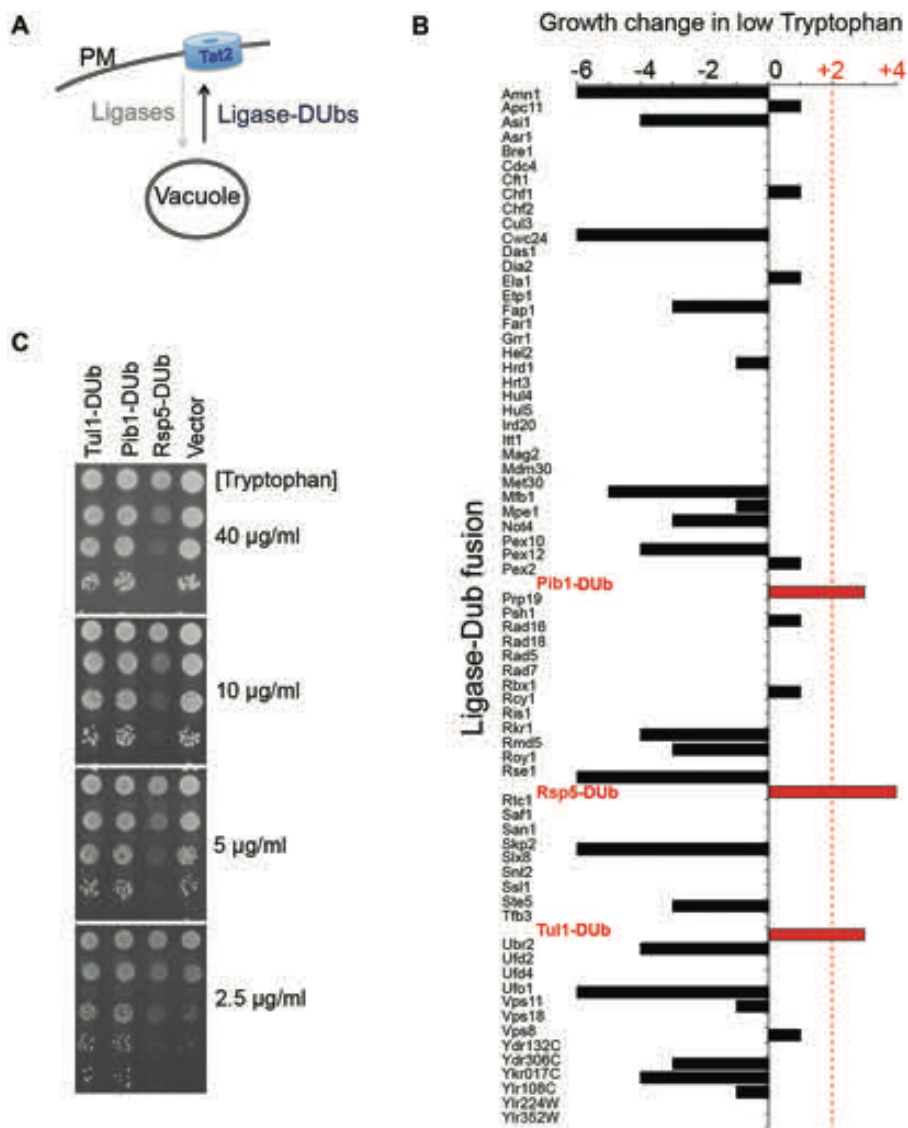 A
PM
Tat2
Ligases
Ligase-DUbs
Vacuole
B
Growth change in low Tryptophan
-6 -4 -2 0 +2 +4
Ligase-Dub fusion
Amn1
Apc11
Asi1
Asr1
Bre1
Cdc4
Cft1
Chf1
Chf2
Cul3
Cwc24
Das1
Dia2
Ela1
Etp1
Fap1
Far1
Grr1
Hel2
Hrd1
Hrt3
Hul4
Hul5
Ird20
Itt1
Mag2
Mdm30
Met30
Mfb1
Mpe1
Not4
Pex10
Pex12
Pex2
Pib1-DUb
Prp19
Psh1
Rad16
Rad18
Rad5
Rad7
Rbx1
Rcy1
Ris1
Rkr1
Rmd5
Roy1
Rse1
Rsp5-DUb
Rtc1
Saf1
San1
Skp2
Slx8
Snt2
Ssl1
Ste5
Tfb3
Tul1-DUb
Ubr2
Ufd2
Ufd4
Ufo1
Vps11
Vps18
Vps8
Ydr132C
Ydr306C
Ykr017C
Ylr108C
Ylr224W
Ylr352W
C
Tul1-DUb
Pib1-DUb
Rsp5-DUb
Vector
[Tryptophan]
40 µg/ml
10 µg/ml
5 µg/ml
2.5 µg/ml